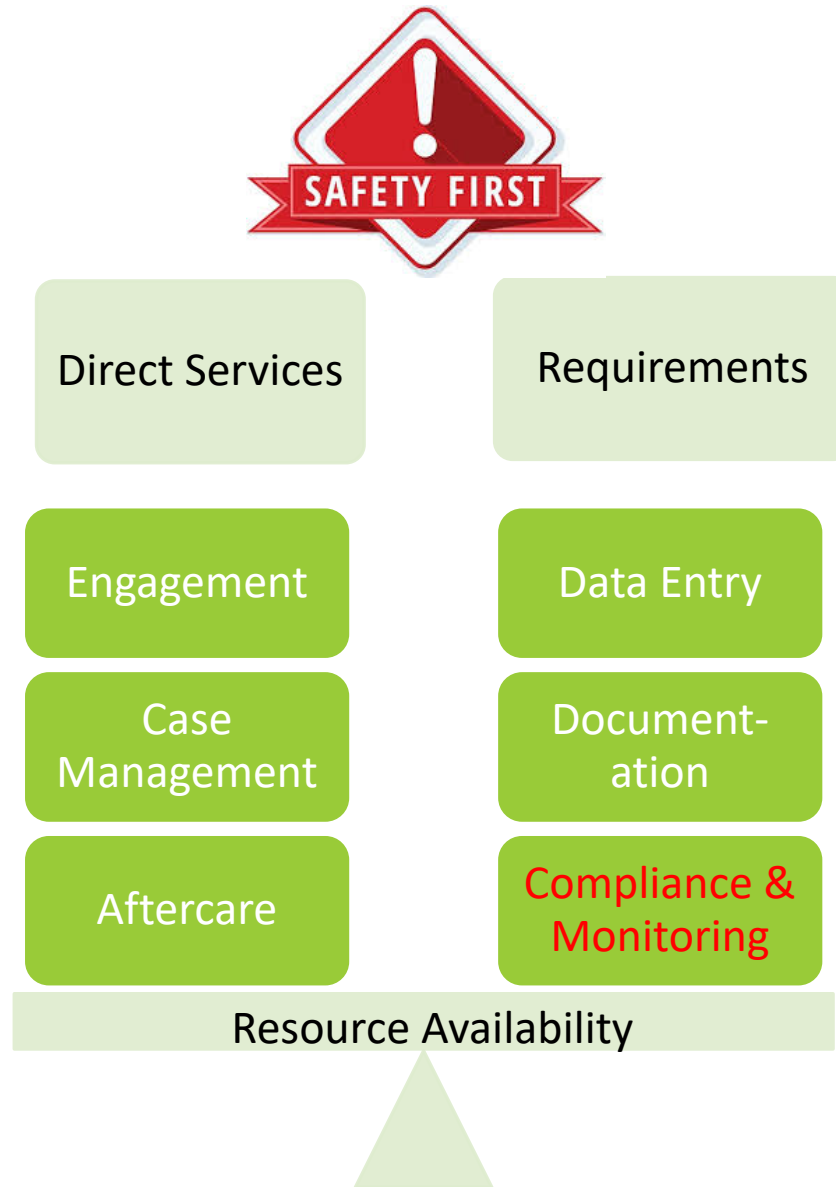 SAFETY FIRST
Direct Services
Requirements
Engagement
Data Entry
Case
Management
Document-
ation
Aftercare
Compliance &
Monitoring
Resource Availability